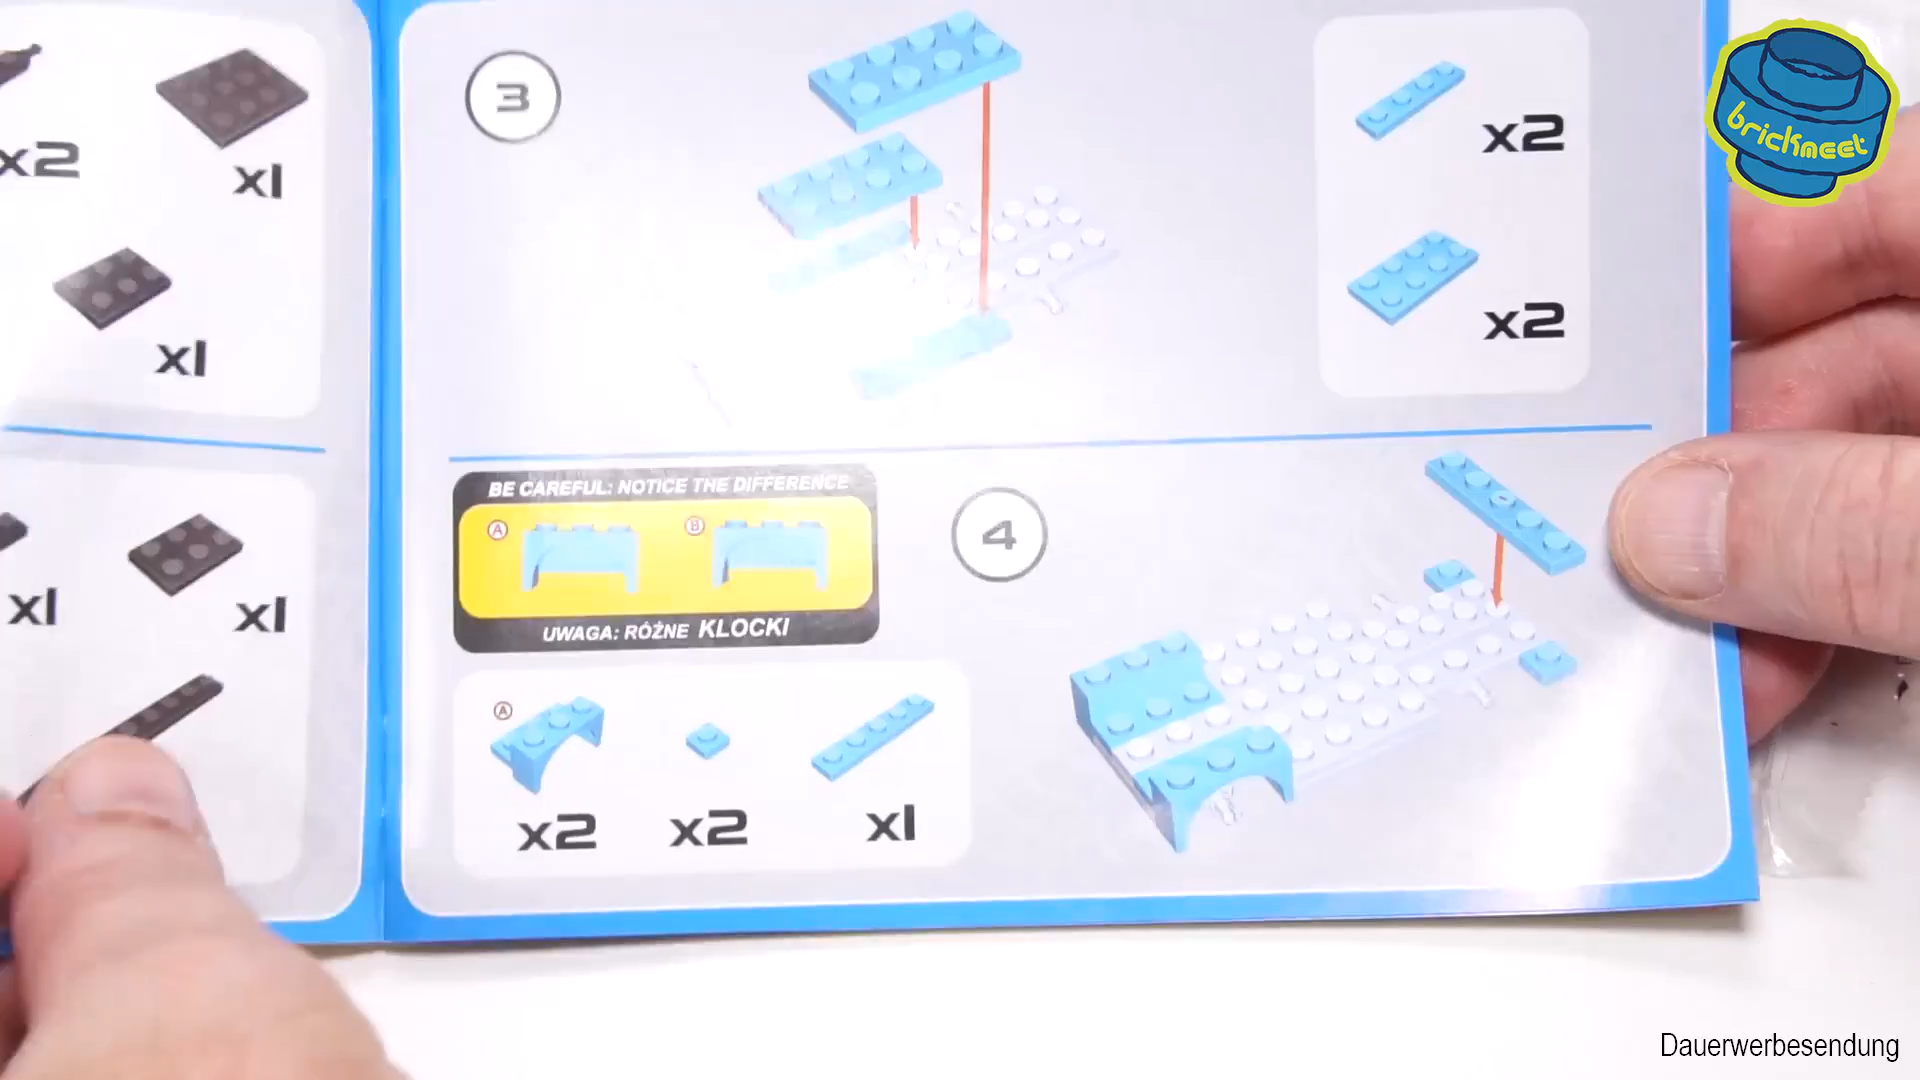 x2
x1
x1
x1
x1
3
x2
x2
BE CAREFUL: NOTICE THE DIFFERENCE
A
B
UWAGA: RÓŻNE KLOCKI
4
A
x2
x2
x1
brickmeet
Dauerwerbesendung